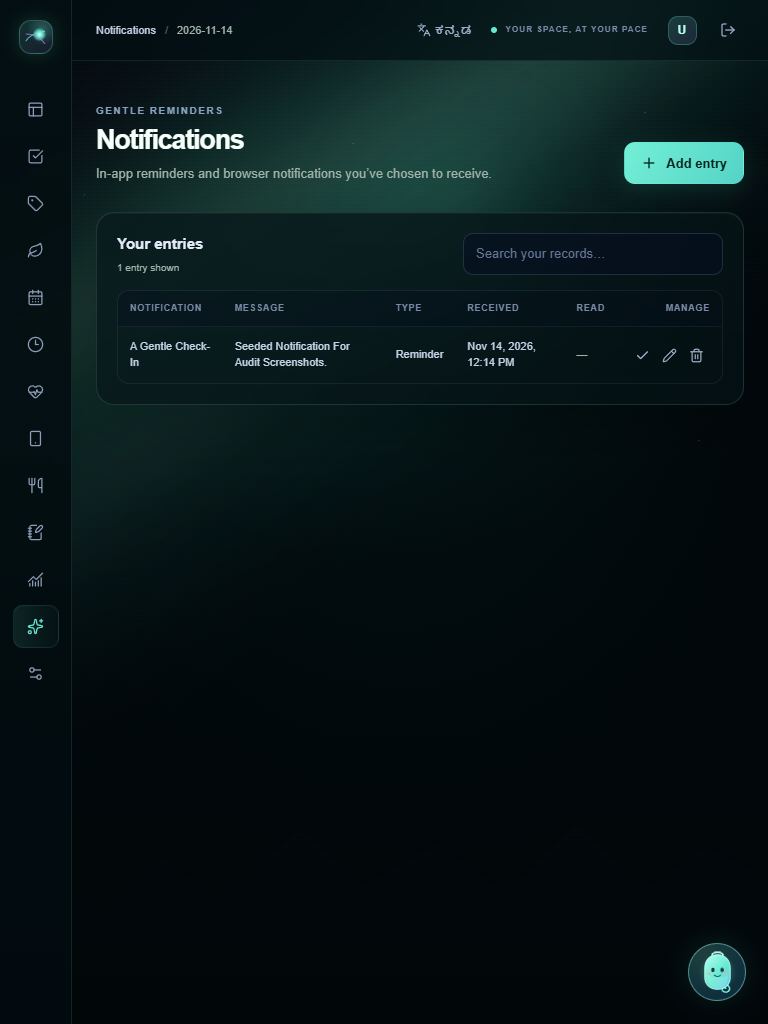 Notifications / 2026-11-14
ಕನ್ನಡ
YOUR SPACE, AT YOUR PACE
U
GENTLE REMINDERS
Notifications
In-app reminders and browser notifications you've chosen to receive.
Add entry
Your entries
1 entry shown
Search your records...
NOTIFICATION MESSAGE TYPE RECEIVED READ MANAGE
A Gentle Check-
In
Seeded Notification For
Audit Screenshots.
Reminder
Nov 14, 2026,
12:14 PM
—